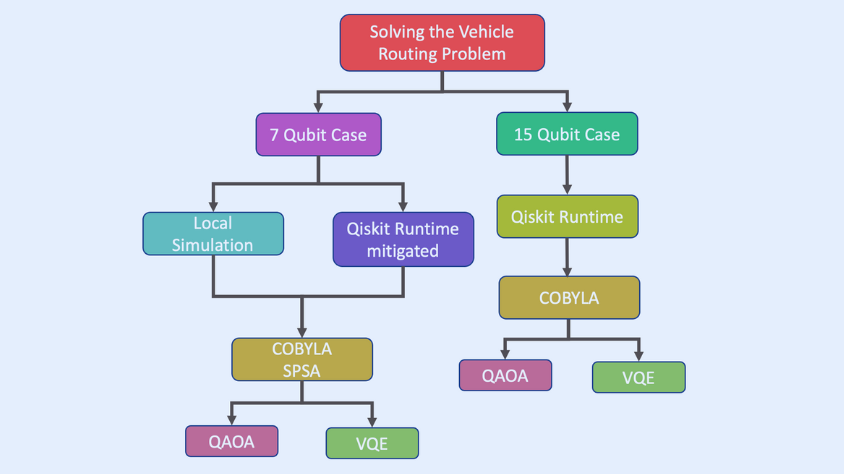 Solving the Vehicle
Routing Problem
7 Qubit Case
15 Qubit Case
Local
Simulation
Qiskit Runtime
mitigated
Qiskit Runtime
COBYLA
COBYLA
SPSA
QAOA
VQE
QAOA
VQE